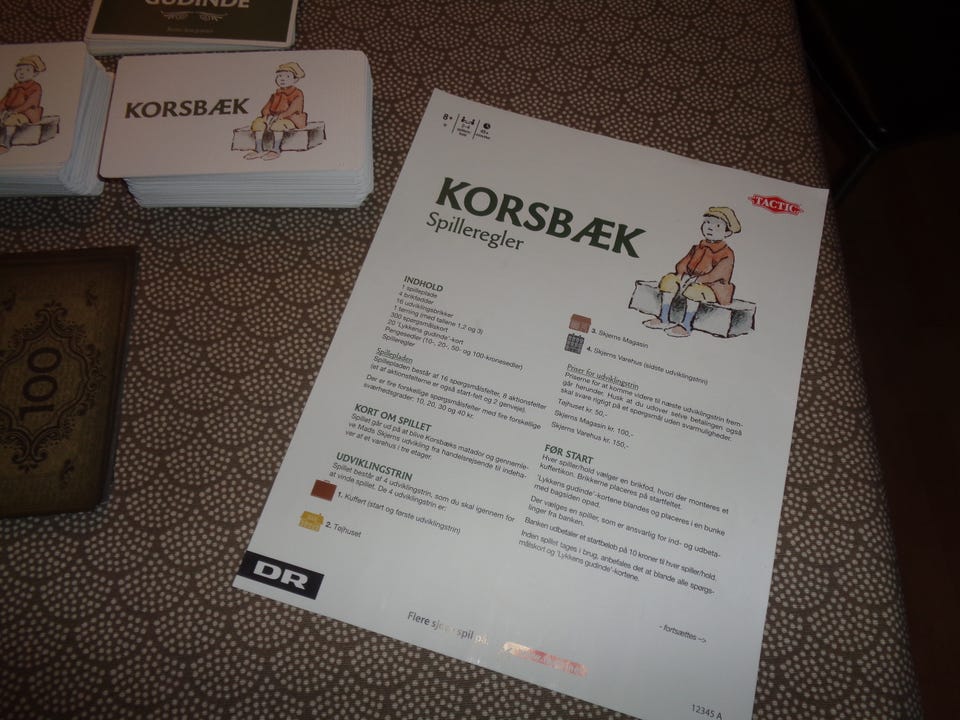 GUDINDE
KORSBÆK
100
8+
TACTIC
KORSBÆK
Spilleregler
INDHOLD
1 spilleplade
4 brikfødder
16 udviklingsbrikker
1 terning (med tallene 1,2 og 3)
300 spørgsmålskort
20 "Lykkens gudinde"-kort
Pengesedler (10-, 20-, 50- og 100-kronesedler)
Spilleregler
Spillepladen
Spillepladen består af 16 spørgsmålsfelter, 8 aktionsfelter
(et af aktionsfelterne er også start-felt og 2 genveje).
Der er fire forskellige spørgsmålsfelter med fire forskellige
sværhedsgrader: 10, 20, 30 og 40 kr.
KORT OM SPILLET
Spillet går ud på at blive Korsbæks matador og gennemle-
ve Mads Skjerns udvikling fra handelsrejsende til indeha-
ver af et varehus i tre etager.
UDVIKLINGSTRIN
Spillet består af 4 udviklingstrin, som du skal igennem for
at vinde spillet. De 4 udviklingstrin er:
1. Kuffert (start og første udviklingstrin)
2. Tøjhuset
3. Skjerns Magasin
4. Skjerns Varehus (sidste udviklingstrin)
Priser for udviklingstrin
Priserne for at komme videre til næste udviklingstrin frem-
går herunder. Husk at du udover selve betalingen, også
skal svare rigtigt på et spørgsmål uden svarmuligheder.
Tøjhuset kr. 50,-
Skjerns Magasin kr. 100,-
Skjerns Varehus kr. 150,-
FØR START
Hver spiller/hold vælger en brikfod, hvori der monteres et
kuffertikon. Brikkerne placeres på startfeltet.
'Lykkens gudinde'-kortene blandes og placeres i en bunke
med bagsiden opad.
Der vælges en spiller, som er ansvarlig for ind- og udbeta-
linger fra banken.
Banken udbetaler et startbeløb på 10 kroner til hver spiller/hold.
Inden spillet tages i brug, anbefales det at blande alle spørgs-
målskort og 'Lykkens gudinde'-kortene.
- fortsættes -->
DR
Flere sjove spil på:
12345 A